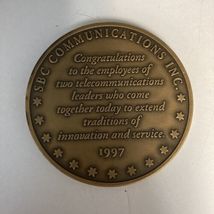 SBC COMMUNICATIONS INC.
Congratulations
to the employees of
two telecommunications
leaders who come
together today to extend
traditions of
innovation and service.
1997